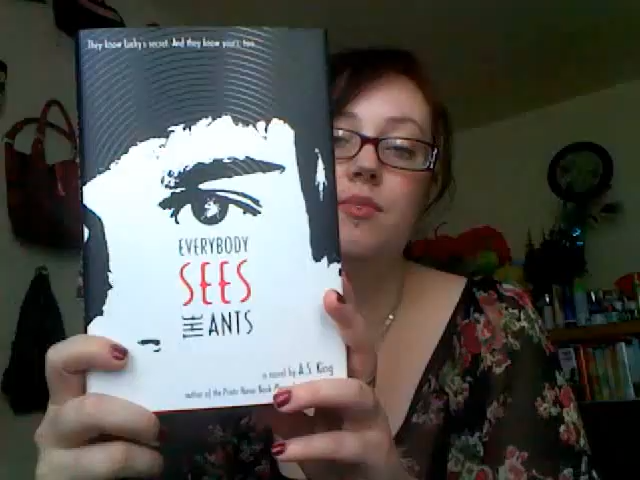 They know Lucky's secret. And they know yours, too.
EVERYBODY
SEES
THE ANTS
a novel by A.S. King
author of the Printz Honor Book